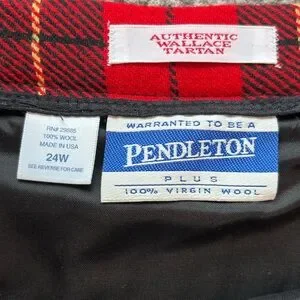 AUTHENTIC
WALLACE
TARTAN
RN# 29685
100% WOOL
MADE IN USA
24W
SEE REVERSE FOR CARE
WARRANTED TO BE A
PENDLETON
PLUS
100% VIRGIN WOOL